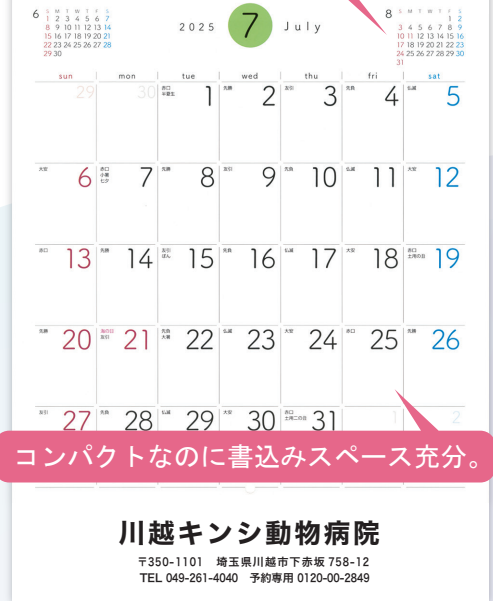 6
S M T W T F S
1 2 3 4 5 6 7
8 9 10 11 12 13 14
15 16 17 18 19 20 21
22 23 24 25 26 27 28
29 30
2025 7 July
8
S M T W T F S
1 2
3 4 5 6 7 8 9
10 11 12 13 14 15 16
17 18 19 20 21 22 23
24 25 26 27 28 29 30
31
sun mon tue wed thu fri sat
29 30 赤口 半夏生 1 先勝 2 友引 3 先負 4 仏滅 5
大安 6 赤口 小暑 七夕 7 先勝 8 友引 9 先負 10 仏滅 11 大安 12
赤口 13 先勝 14 友引 ぼん 15 先負 16 仏滅 17 大安 18 赤口 土用の丑 19
先勝 20 海の日 友引 21 先負 大暑 22 仏滅 23 大安 24 赤口 25 先勝 26
友引 27 先負 28 仏滅 29 大安 30 赤口 土用二の丑 31 1 2
コンパクトなのに書込みスペース充分。
川越キンシ動物病院
〒350-1101 埼玉県川越市下赤坂758-12
TEL 049-261-4040 予約専用 0120-00-2849